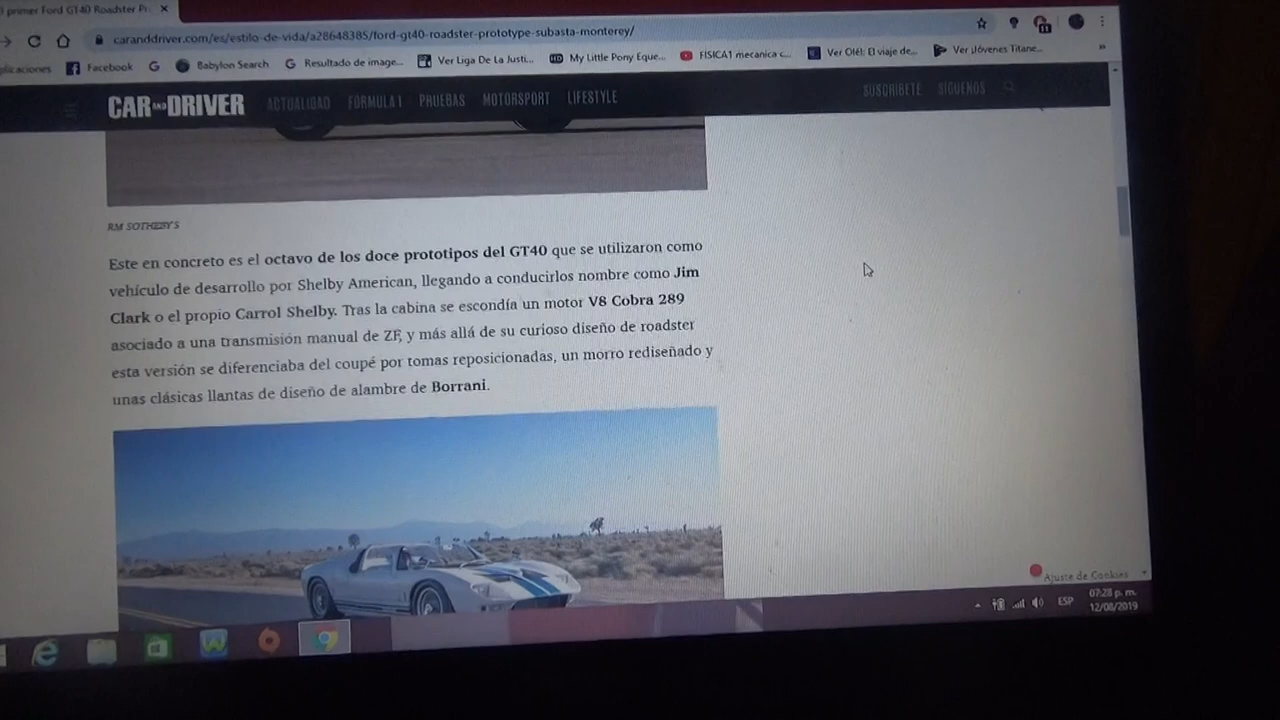 primer Ford GT40 Roadster Pr
caranddriver.com/es/estilo-de-vida/a28648385/ford-gt40-roadster-prototype-subasta-monterey/
plicaciones Facebook Babylon Search Resultado de image... Ver Liga De La Justi... My Little Pony Eque... FISICA1 mecanica c... Ver Olé!: El viaje de... Ver ¡Jóvenes Titane...
CAR AND DRIVER ACTUALIDAD FÓRMULA 1 PRUEBAS MOTORSPORT LIFESTYLE SUSCRÍBETE SÍGUENOS
RM SOTHEBY'S
Este en concreto es el octavo de los doce prototipos del GT40 que se utilizaron como
vehículo de desarrollo por Shelby American, llegando a conducirlos nombre como Jim
Clark o el propio Carrol Shelby. Tras la cabina se escondía un motor V8 Cobra 289
asociado a una transmisión manual de ZF, y más allá de su curioso diseño de roadster
esta versión se diferenciaba del coupé por tomas reposicionadas, un morro rediseñado y
unas clásicas llantas de diseño de alambre de Borrani.
Ajuste de Cookies
ESP 07:28 p. m.
12/08/2019